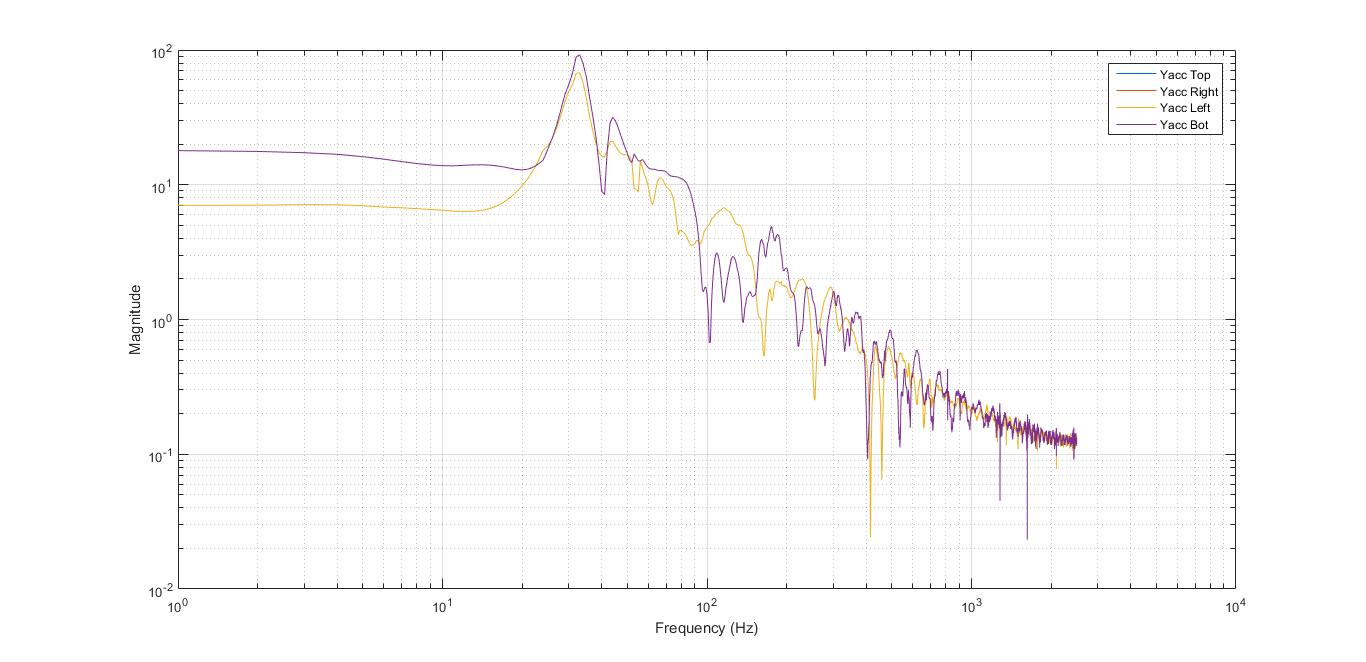 10^2
10^1
10^0
10^-1
10^-2
Magnitude
Yacc Top
Yacc Right
Yacc Left
Yacc Bot
10^0 10^1 10^2 10^3 10^4
Frequency (Hz)